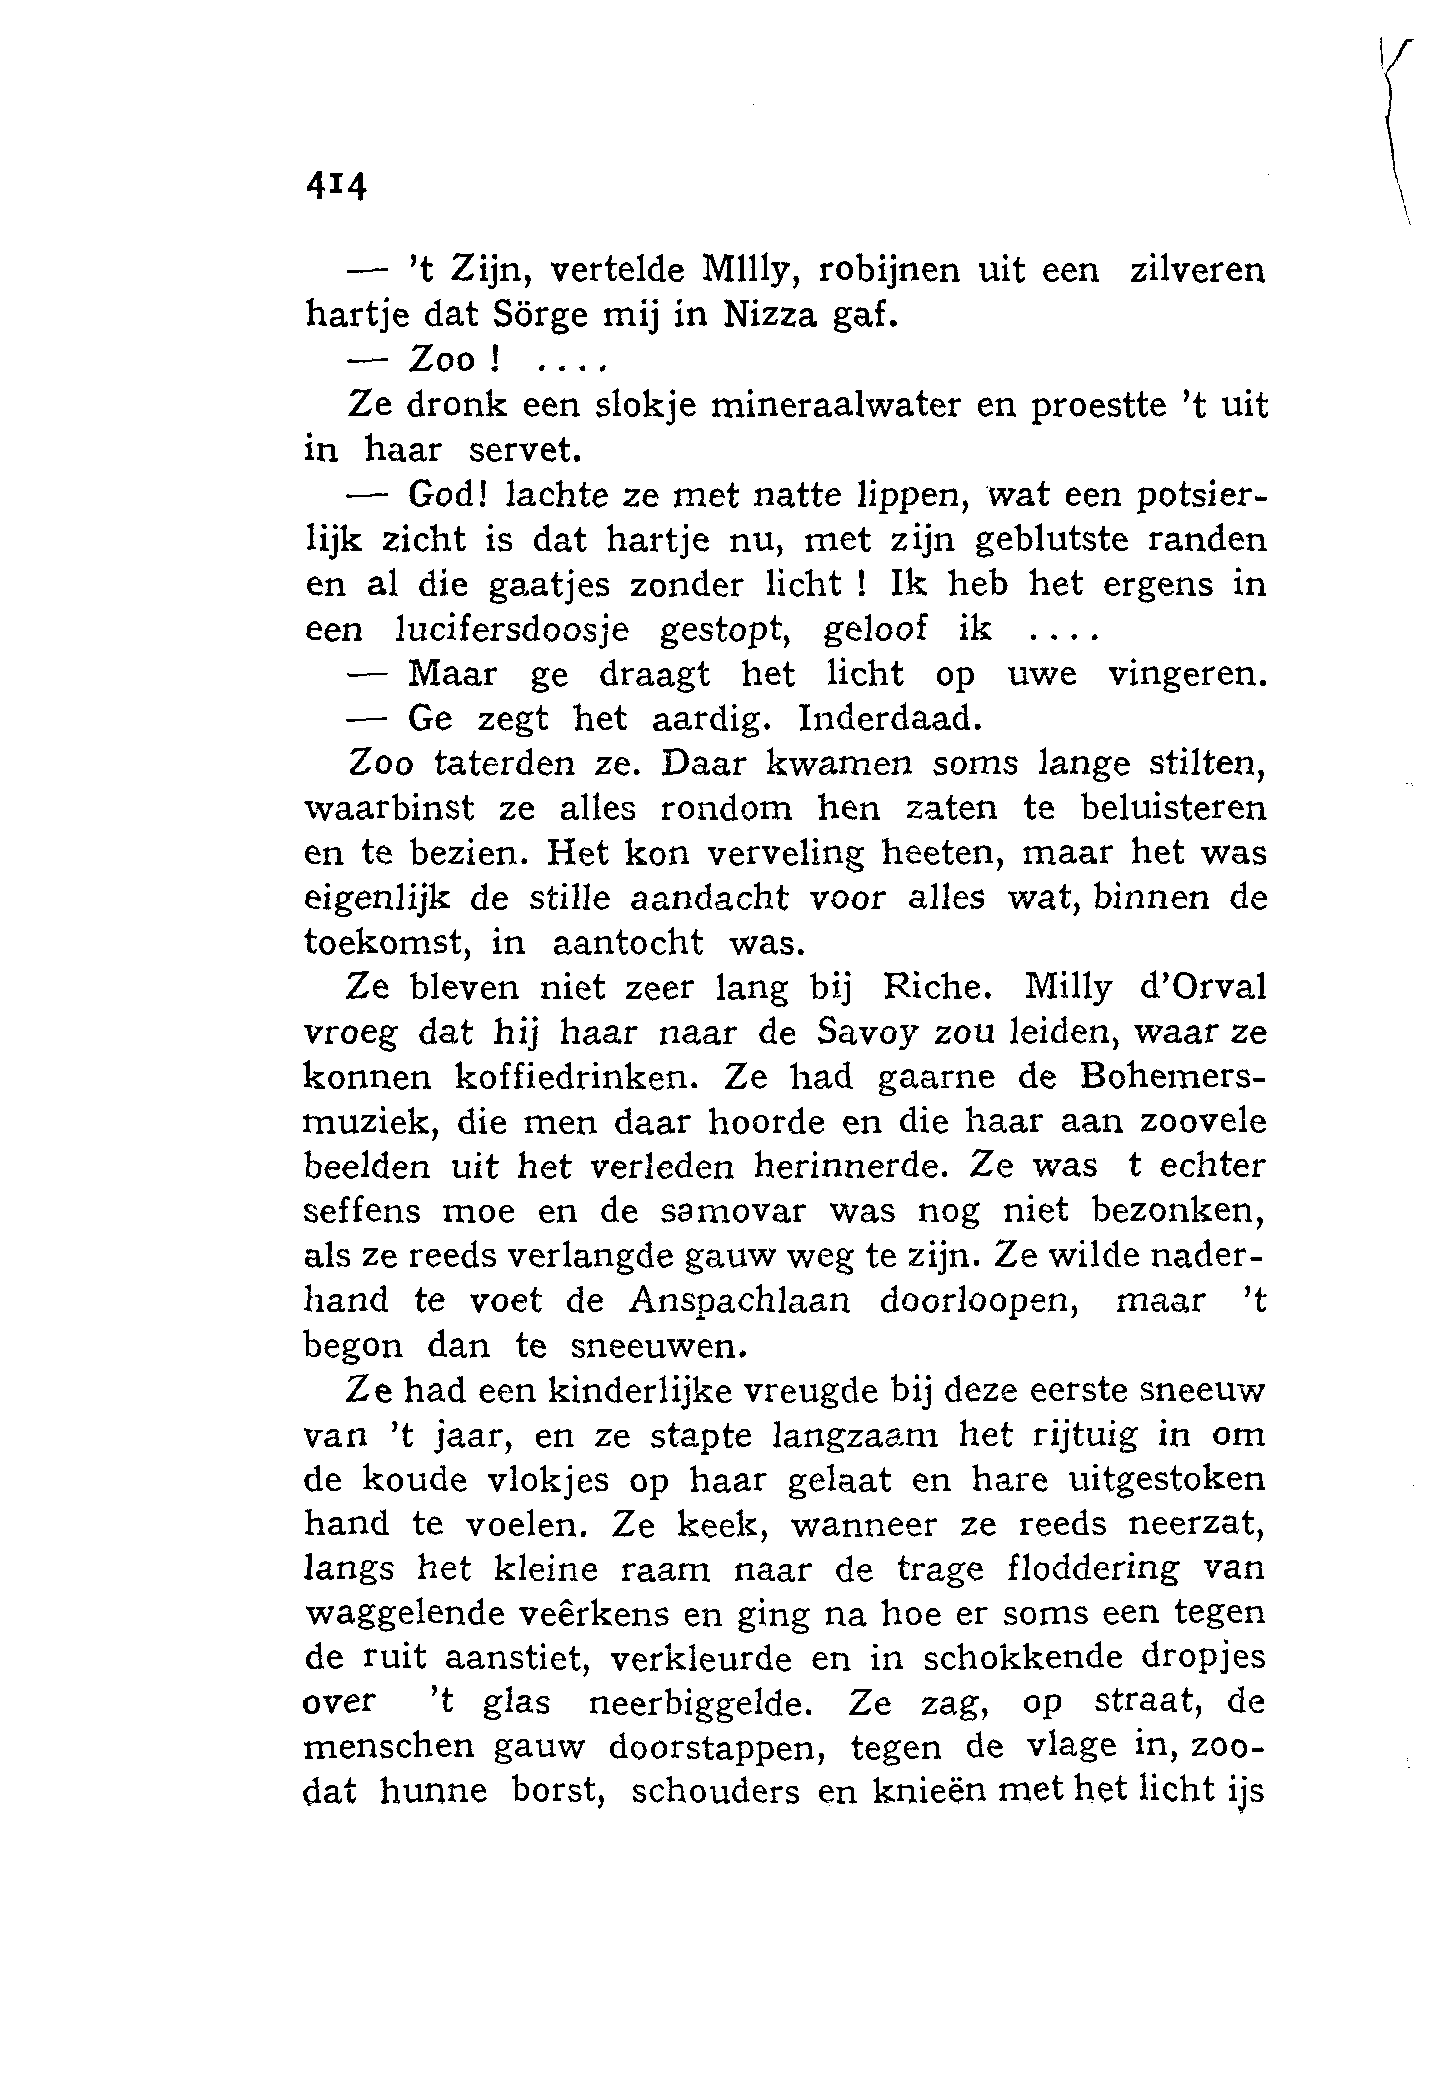 414
— 't Zijn, vertelde Mllly, robijnen uit een zilveren
hartje dat Sörge mij in Nizza gaf.
— Zoo ! ....
Ze dronk een slokje mineraalwater en proestte 't uit
in haar servet.
— God! lachte ze met natte lippen, wat een potsier-
lijk zicht is dat hartje nu, met zijn geblutste randen
en al die gaatjes zonder licht ! Ik heb het ergens in
een lucifersdoosje gestopt, geloof ik ....
— Maar ge draagt het licht op uwe vingeren.
— Ge zegt het aardig. Inderdaad.
Zoo taterden ze. Daar kwamen soms lange stilten,
waarbinst ze alles rondom hen zaten te beluisteren
en te bezien. Het kon verveling heeten, maar het was
eigenlijk de stille aandacht voor alles wat, binnen de
toekomst, in aantocht was.
Ze bleven niet zeer lang bij Riche. Milly d'Orval
vroeg dat hij haar naar de Savoy zou leiden, waar ze
konnen koffiedrinken. Ze had gaarne de Bohemers-
muziek, die men daar hoorde en die haar aan zoovele
beelden uit het verleden herinnerde. Ze was t echter
seffens moe en de samovar was nog niet bezonken,
als ze reeds verlangde gauw weg te zijn. Ze wilde nader-
hand te voet de Anspachlaan doorloopen, maar 't
begon dan te sneeuwen.
Ze had een kinderlijke vreugde bij deze eerste sneeuw
van 't jaar, en ze stapte langzaam het rijtuig in om
de koude vlokjes op haar gelaat en hare uitgestoken
hand te voelen. Ze keek, wanneer ze reeds neerzat,
langs het kleine raam naar de trage floddering van
waggelende veêrkens en ging na hoe er soms een tegen
de ruit aanstiet, verkleurde en in schokkende dropjes
over 't glas neerbiggelde. Ze zag, op straat, de
menschen gauw doorstappen, tegen de vlage in, zoo-
dat hunne borst, schouders en knieën met het licht ijs